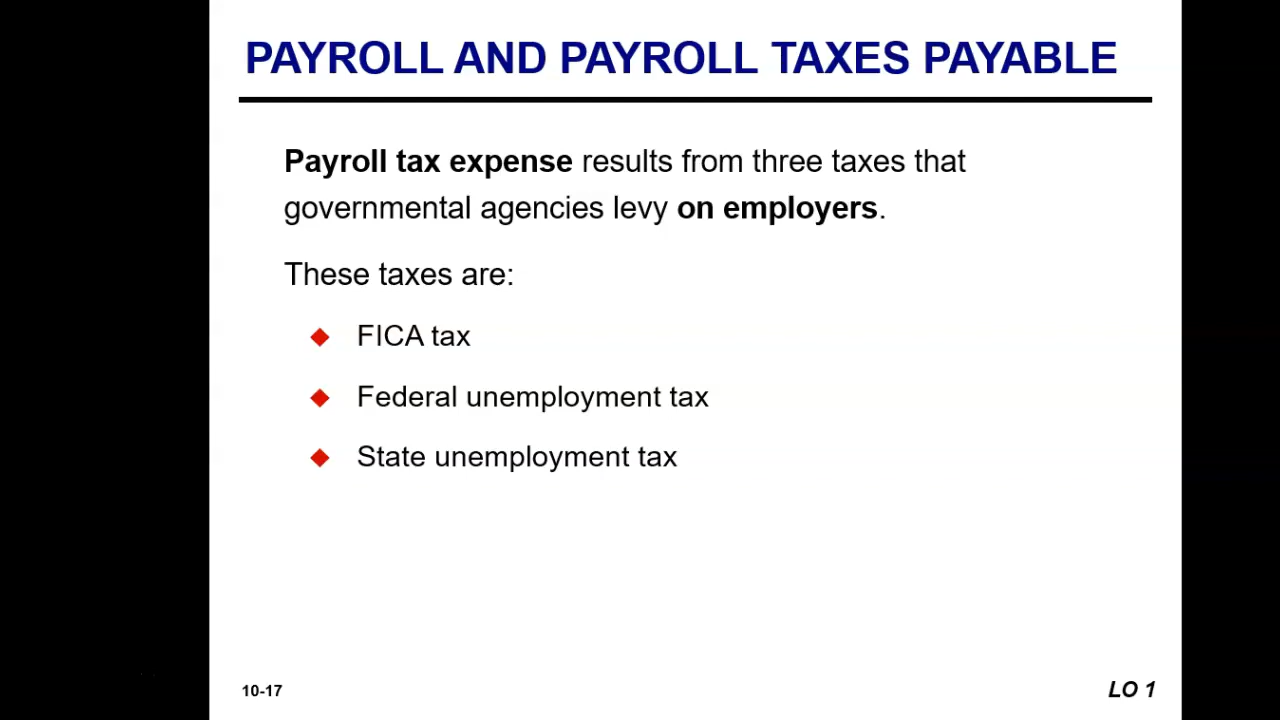 PAYROLL AND PAYROLL TAXES PAYABLE
Payroll tax expense results from three taxes that
governmental agencies levy on employers.
These taxes are:
FICA tax
Federal unemployment tax
State unemployment tax
10-17
LO 1